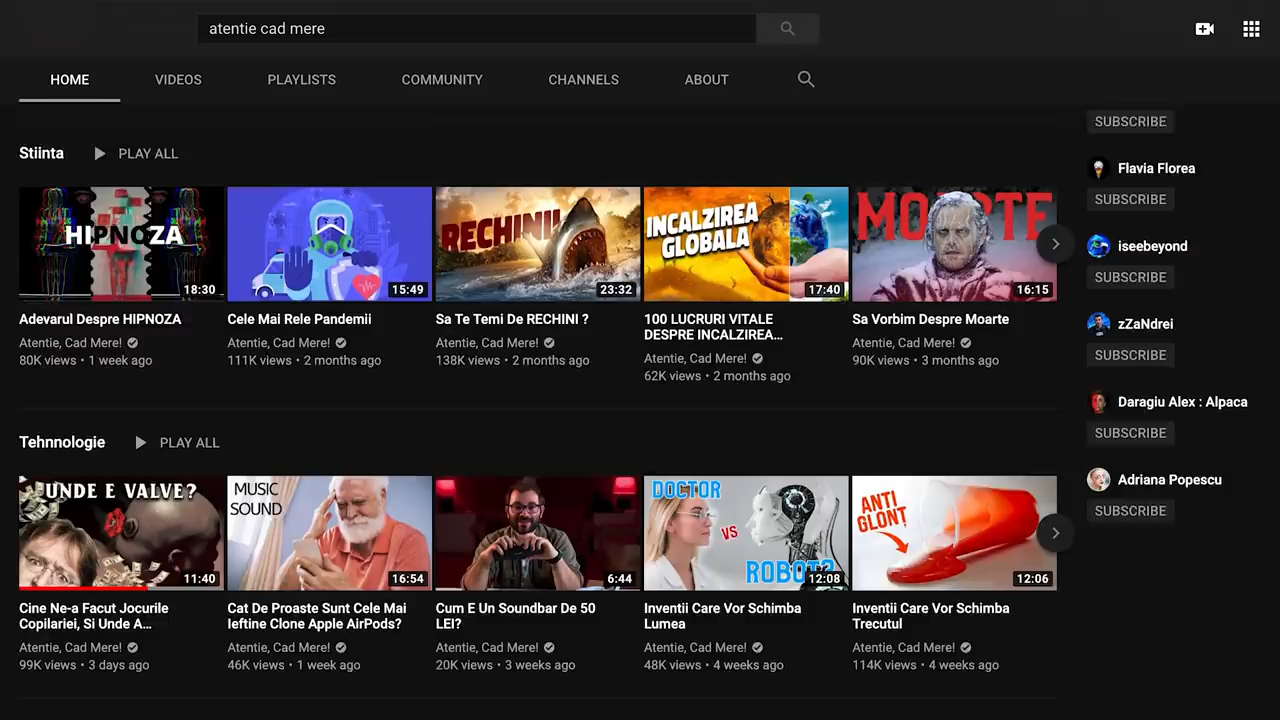 atentie cad mere
HOME VIDEOS PLAYLISTS COMMUNITY CHANNELS ABOUT
SUBSCRIBE
Stiinta PLAY ALL
HIPNOZA
18:30
15:49
RECHINII
23:32
INCALZIREA
GLOBALA
17:40
MOARTE
16:15
Adevarul Despre HIPNOZA
Atentie, Cad Mere!
80K views • 1 week ago
Cele Mai Rele Pandemii
Atentie, Cad Mere!
111K views • 2 months ago
Sa Te Temi De RECHINI ?
Atentie, Cad Mere!
138K views • 2 months ago
100 LUCRURI VITALE
DESPRE INCALZIREA...
Atentie, Cad Mere!
62K views • 2 months ago
Sa Vorbim Despre Moarte
Atentie, Cad Mere!
90K views • 3 months ago
Flavia Florea
SUBSCRIBE
iseebeyond
SUBSCRIBE
zZaNdrei
SUBSCRIBE
Daragiu Alex : Alpaca
SUBSCRIBE
Adriana Popescu
SUBSCRIBE
Tehnnologie PLAY ALL
UNDE E VALVE?
11:40
MUSIC
SOUND
16:54
6:44
DOCTOR
VS
ROBOT?
12:08
ANTI
GLONȚ
12:06
Cine Ne-a Facut Jocurile
Copilariei, Si Unde A...
Atentie, Cad Mere!
99K views • 3 days ago
Cat De Proaste Sunt Cele Mai
Ieftine Clone Apple AirPods?
Atentie, Cad Mere!
46K views • 1 week ago
Cum E Un Soundbar De 50
LEI?
Atentie, Cad Mere!
20K views • 3 weeks ago
Inventii Care Vor Schimba
Lumea
Atentie, Cad Mere!
48K views • 4 weeks ago
Inventii Care Vor Schimba
Trecutul
Atentie, Cad Mere!
114K views • 4 weeks ago